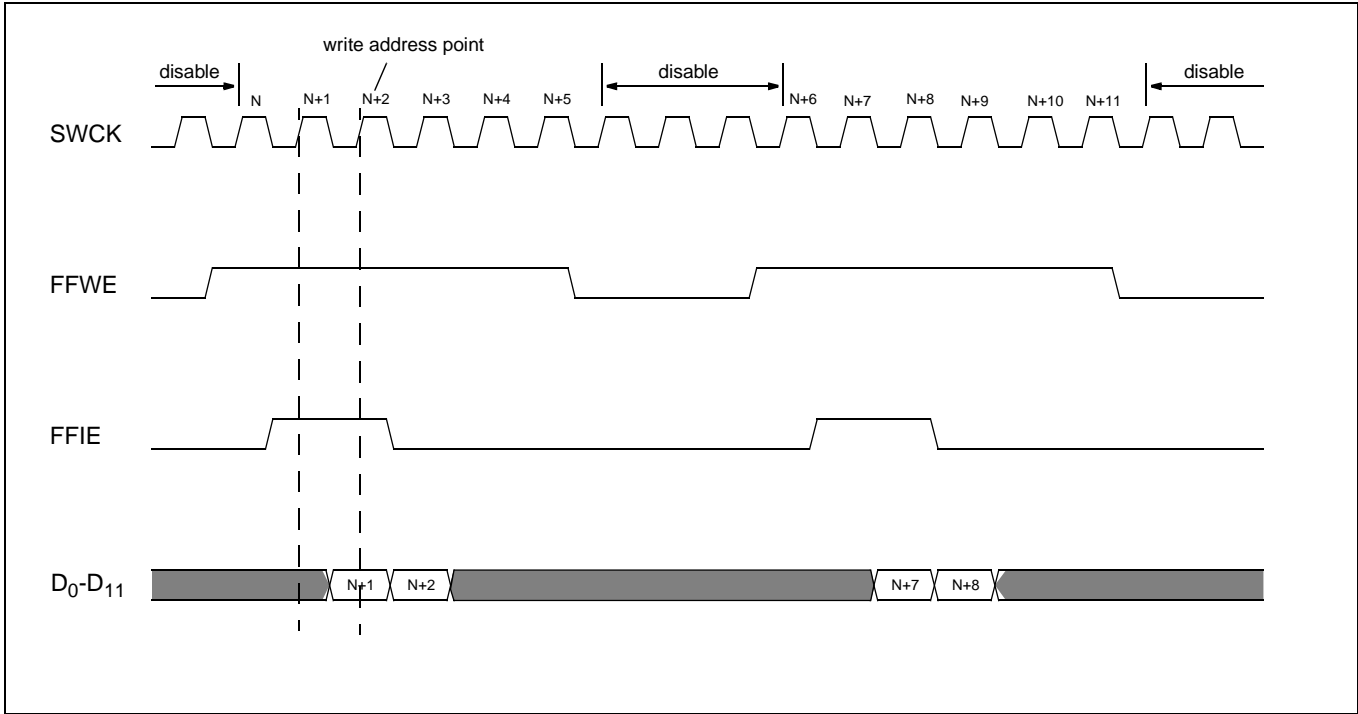 write address point
disable disable disable
N N+1 N+2 N+3 N+4 N+5 N+6 N+7 N+8 N+9 N+10 N+11
SWCK
FFWE
FFIE
D0-D11 N+1 N+2 N+7 N+8